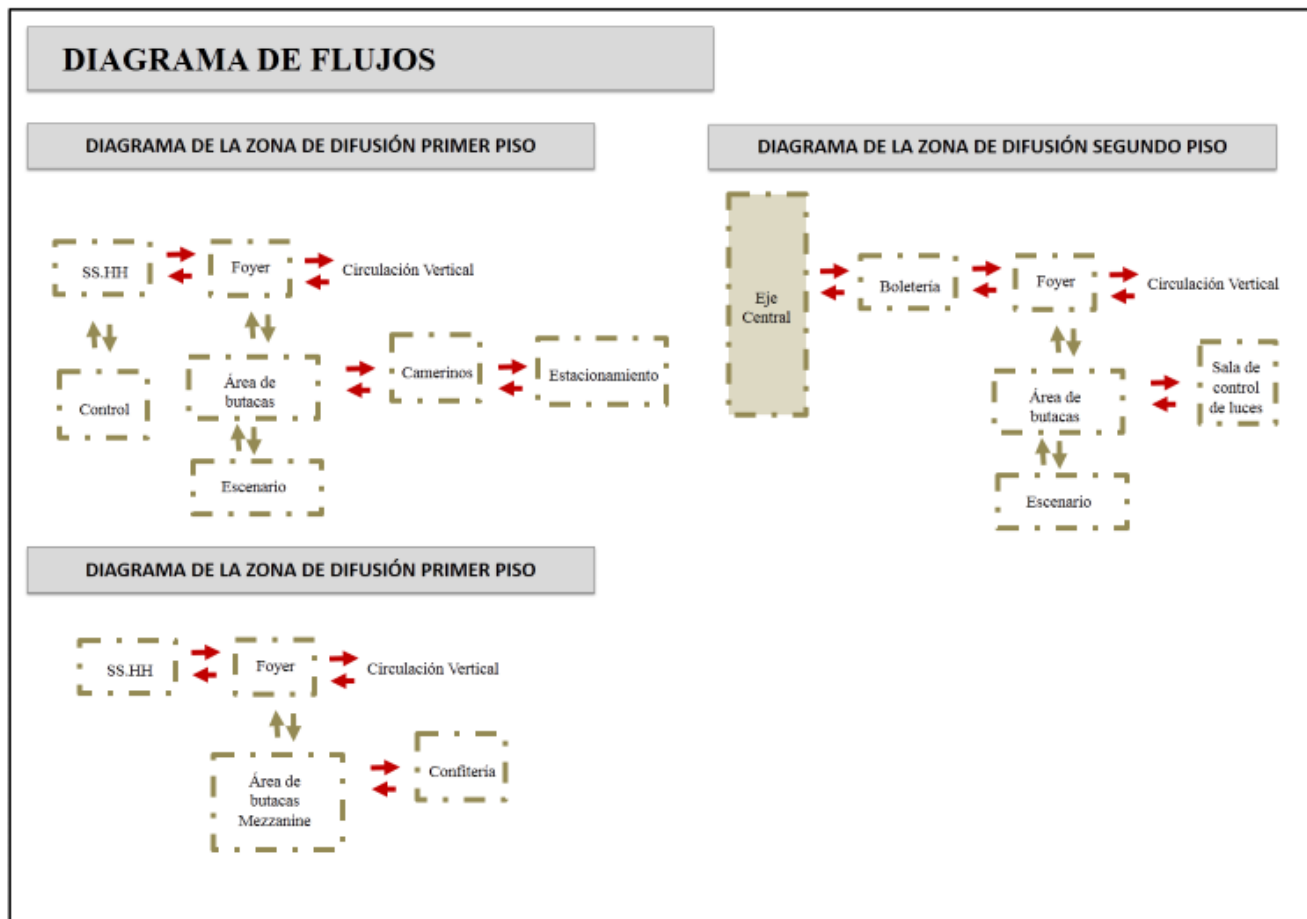 DIAGRAMA DE FLUJOS
DIAGRAMA DE LA ZONA DE DIFUSIÓN PRIMER PISO
SS.HH
Foyer
Circulación Vertical
Control
Área de
butacas
Camerinos
Estacionamiento
Escenario
DIAGRAMA DE LA ZONA DE DIFUSIÓN SEGUNDO PISO
Eje
Central
Boletería
Foyer
Circulación Vertical
Área de
butacas
Sala de
control
de luces
Escenario
DIAGRAMA DE LA ZONA DE DIFUSIÓN PRIMER PISO
SS.HH
Foyer
Circulación Vertical
Área de
butacas
Mezzanine
Confitería